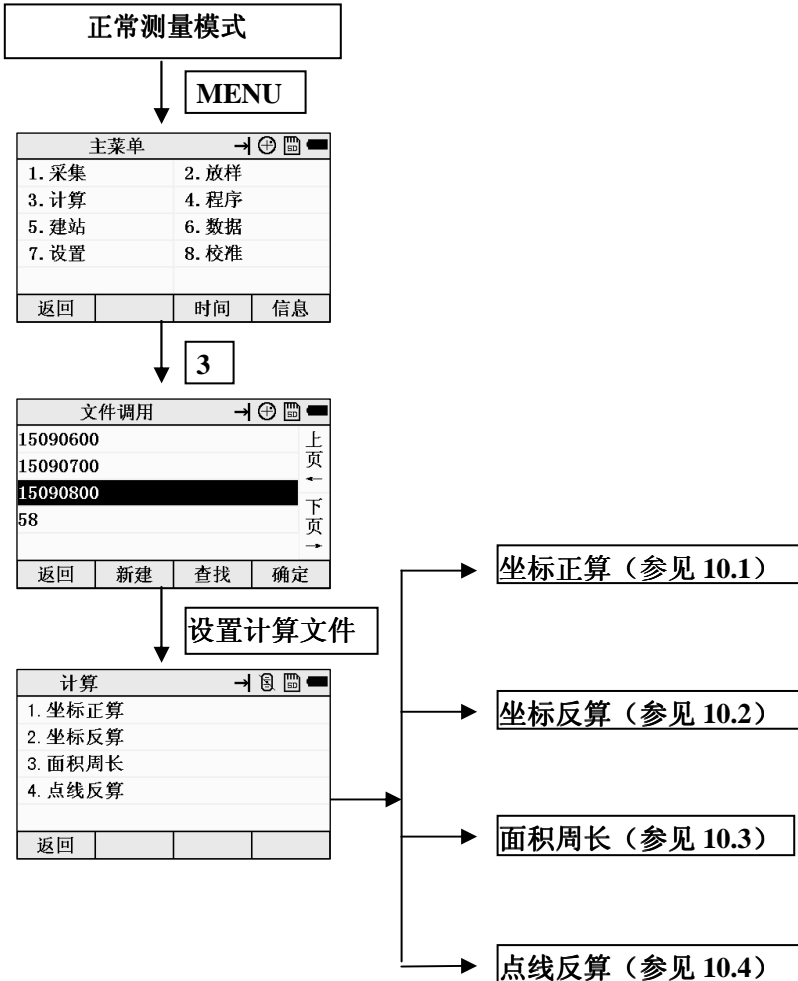 正常测量模式
MENU
主菜单
1. 采集 2. 放样
3. 计算 4. 程序
5. 建站 6. 数据
7. 设置 8. 校准
返回 时间 信息
3
文件调用
15090600
15090700
15090800
58
上页
下页
返回 新建 查找 确定
设置计算文件
计算
1. 坐标正算
2. 坐标反算
3. 面积周长
4. 点线反算
返回
坐标正算（参见 10.1）
坐标反算（参见 10.2）
面积周长（参见 10.3）
点线反算（参见 10.4）